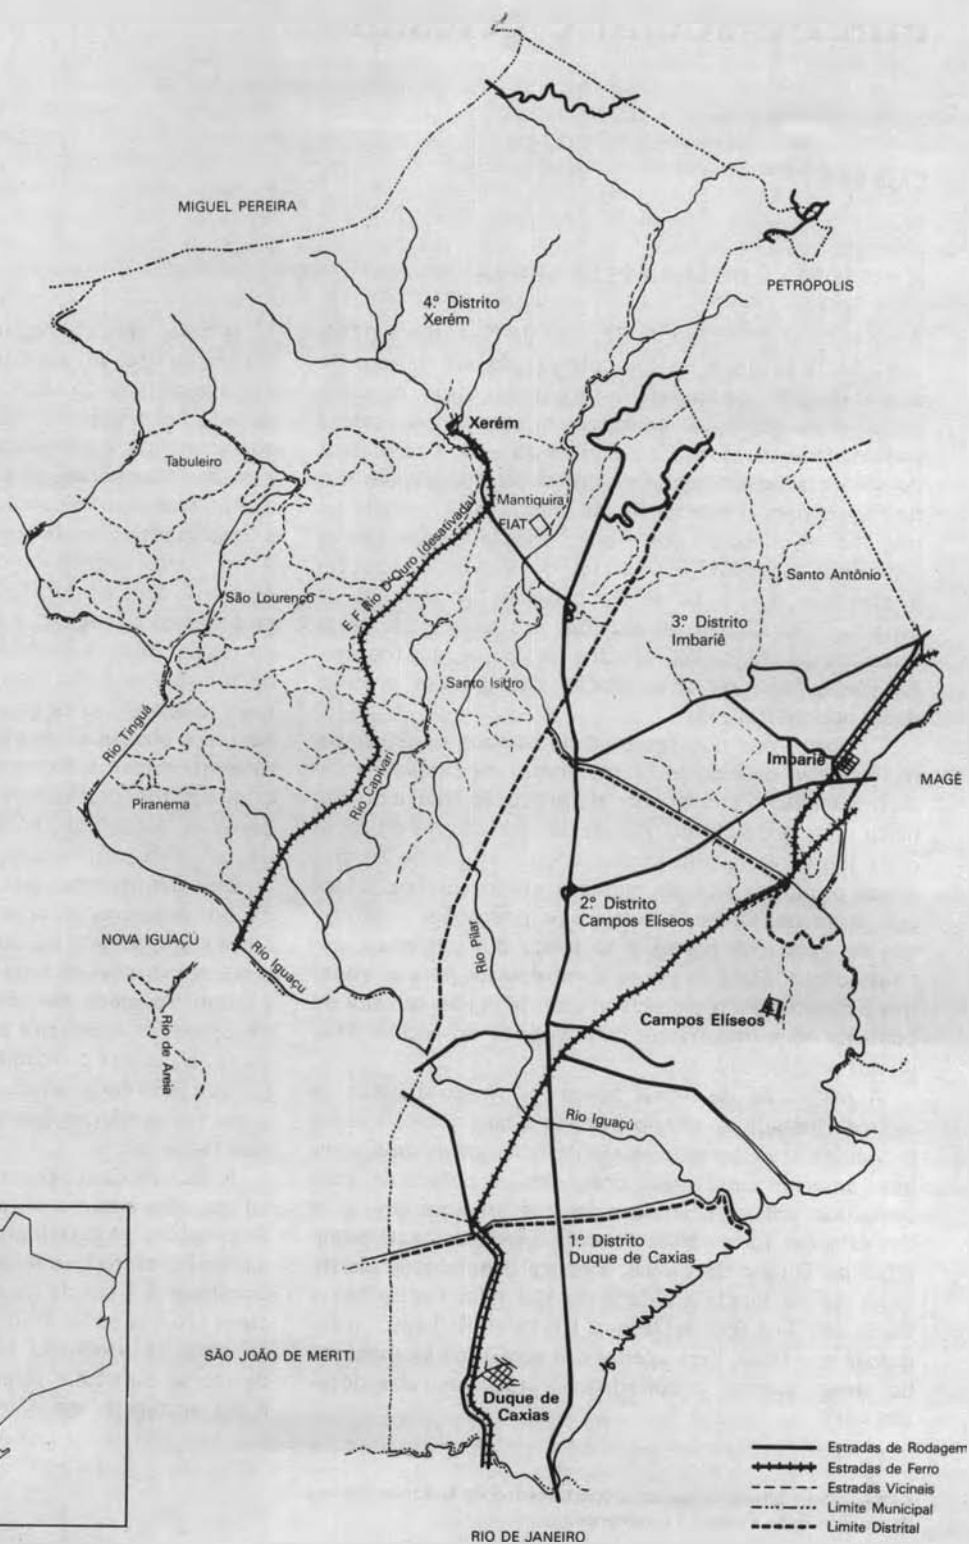 MIGUEL PEREIRA
PETRÓPOLIS
4º Distrito
Xerém
Xerém
Tabuleiro
Mantiquira
FIAT
E. F. Rio D'Ouro (desativada)
Santo Antônio
São Lourenço
3º Distrito
Imbariê
Santo Isidro
Rio Tinguá
Imbariê
MAGÉ
Rio Capivari
Piranema
2º Distrito
Campos Elíseos
NOVA IGUAÇU
Rio Iguaçu
Rio Pilar
Campos Elíseos
Rio de Areia
Rio Iguaçú
1º Distrito
Duque de Caxias
SÃO JOÃO DE MERITI
Duque de
Caxias
Estradas de Rodagem
Estradas de Ferro
Estradas Vicinais
Limite Municipal
Limite Distrital
RIO DE JANEIRO